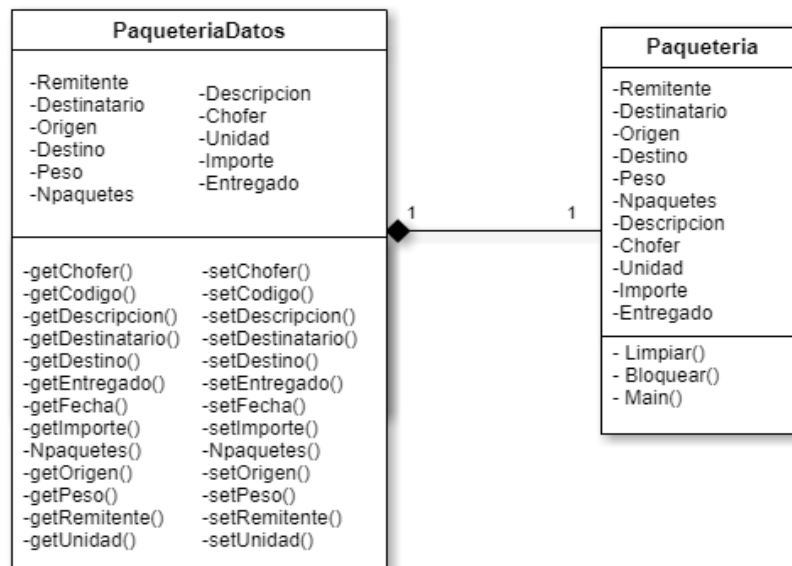 PaqueteriaDatos
-Remitente
-Destinatario
-Origen
-Destino
-Peso
-Npaquetes
-Descripcion
-Chofer
-Unidad
-Importe
-Entregado
-getChofer()
-getCodigo()
-getDescripcion()
-getDestinatario()
-getDestino()
-getEntregado()
-getFecha()
-getImporte()
-Npaquetes()
-getOrigen()
-getPeso()
-getRemitente()
-getUnidad()
-setChofer()
-setCodigo()
-setDescripcion()
-setDestinatario()
-setDestino()
-setEntregado()
-setFecha()
-setImporte()
-Npaquetes()
-setOrigen()
-setPeso()
-setRemitente()
-setUnidad()
1
1
Paqueteria
-Remitente
-Destinatario
-Origen
-Destino
-Peso
-Npaquetes
-Descripcion
-Chofer
-Unidad
-Importe
-Entregado
- Limpiar()
- Bloquear()
- Main()